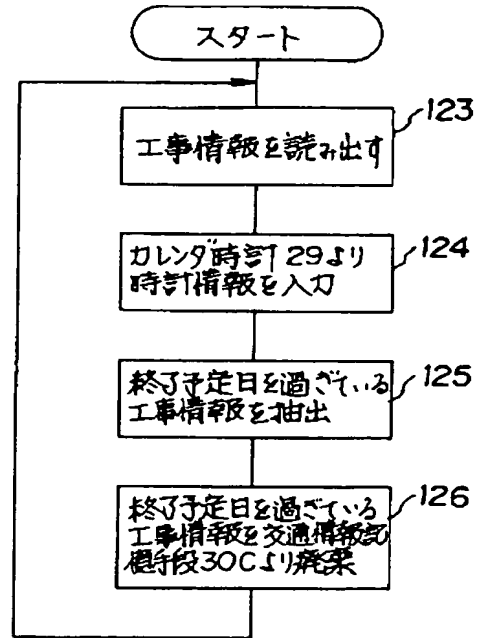 スタート
123
工事情報を読み出す
124
カレンダ時計29より
時計情報を入力
125
終了予定日を過ぎている
工事情報を抽出
126
終了予定日を過ぎている
工事情報を交通情報記
憶手段30Cより廃棄